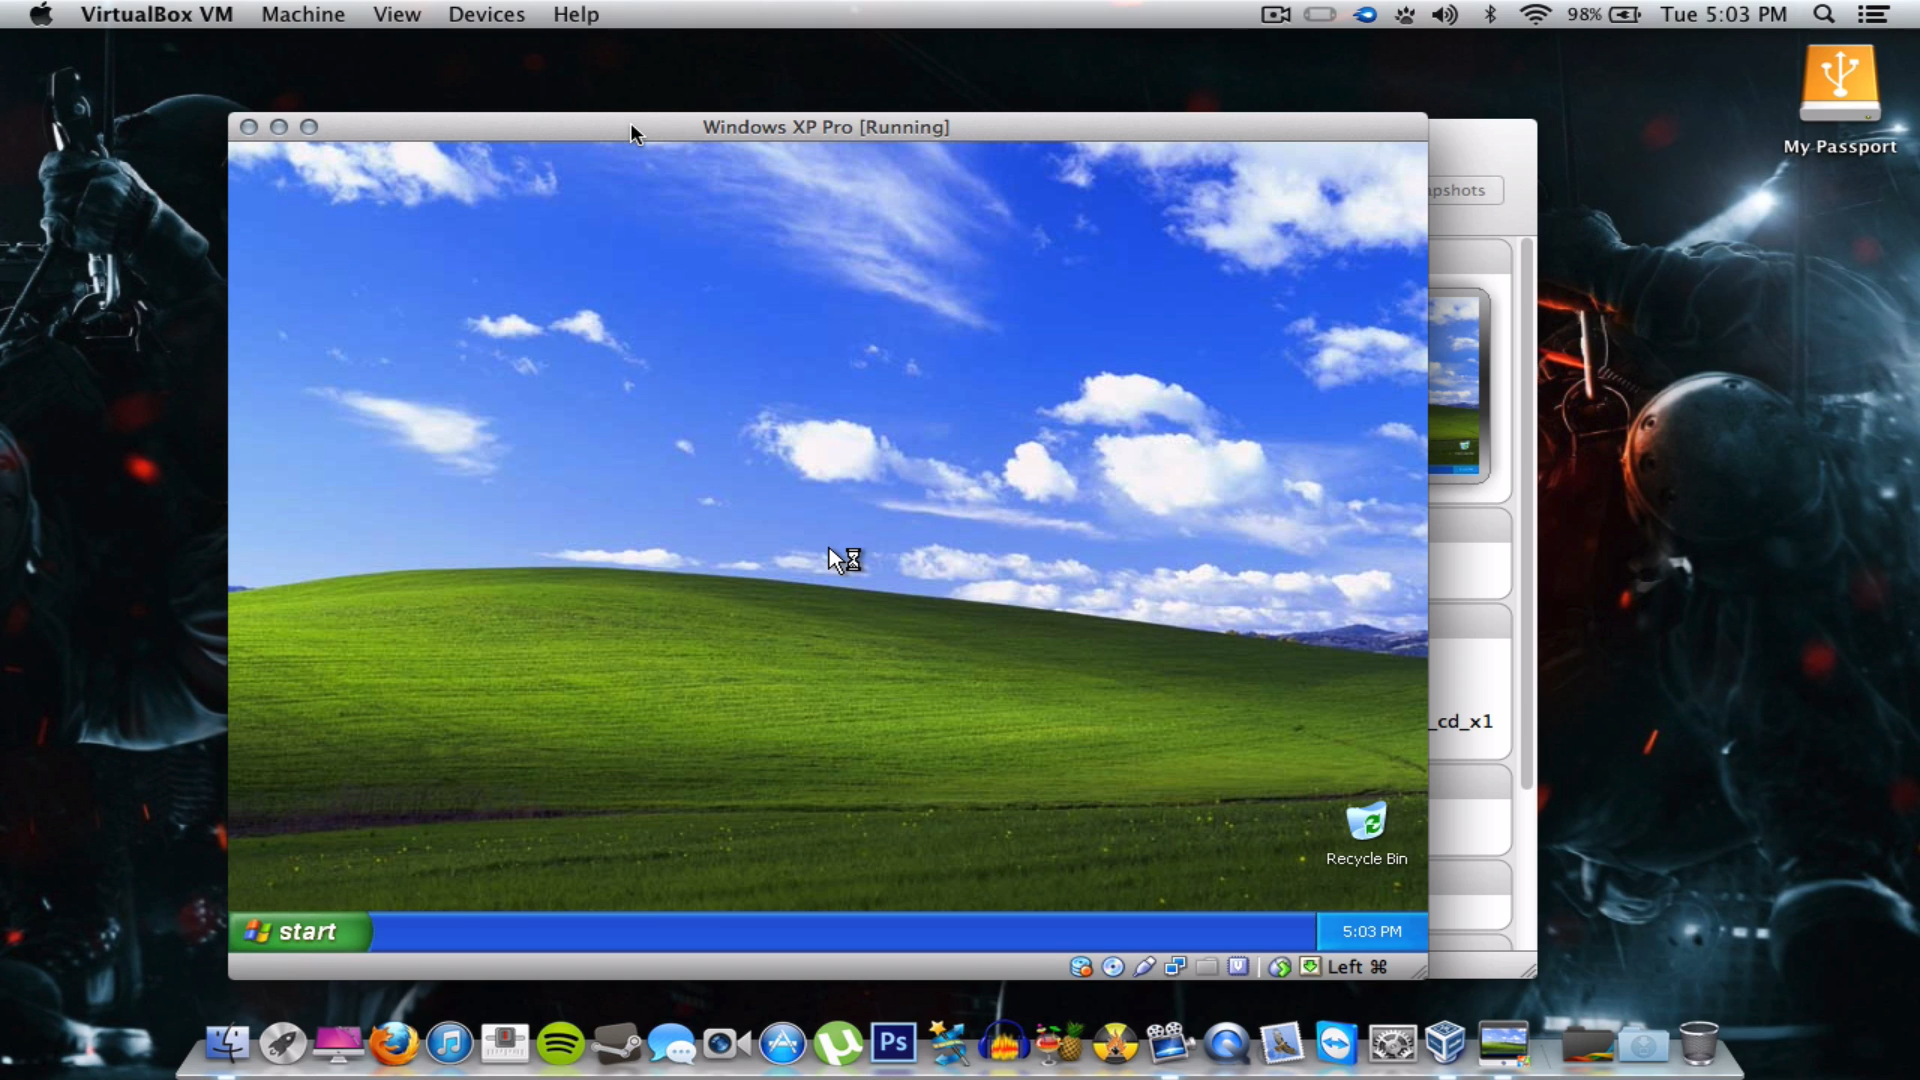 VirtualBox VM Machine View Devices Help 98% Tue 5:03 PM
My Passport
Windows XP Pro [Running]
pshots
_cd_x1
Recycle Bin
start 5:03 PM
Left ⌘
Ps